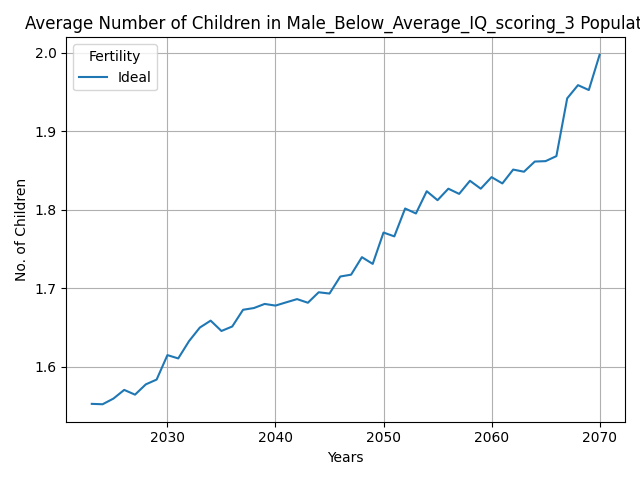 Average Number of Children in Male_Below_Average_IQ_scoring_3 Populat
Fertility
Ideal
2.0
1.9
1.8
1.7
1.6
No. of Children
2030 2040 2050 2060 2070
Years